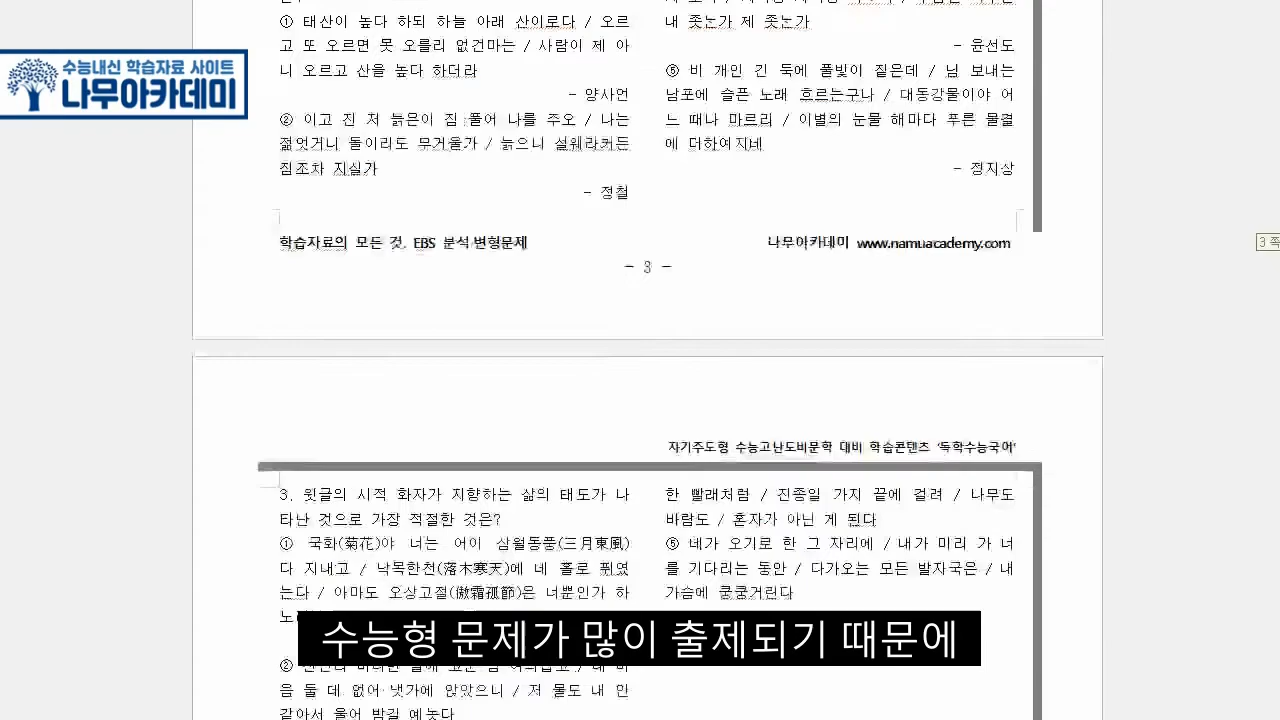 ① 태산이 높다 하되 하늘 아래 산이로다 / 오르
고 또 오르면 못 오를리 없건마는 / 사람이 제 아
니 오르고 산을 높다 하더라
- 양사언
② 이고 진 저 늙은이 짐 풀어 나를 주오 / 나는
젊엇거니 돌이라도 무거울가 / 늙으니 설웨라커든
짐조차 지실가
- 정철
내 좃논가 제 좃논가
- 윤선도
⑤ 비 개인 긴 둑에 풀빛이 짙은데 / 님 보내는
남포에 슬픈 노래 흐르는구나 / 대동강물이야 어
느 때나 마르리 / 이별의 눈물 해마다 푸른 물결
에 더하여지네
- 정지상
수능내신 학습자료 사이트
나무아카데미
학습자료의 모든 것, EBS 분석 변형문제
나무아카데미 www.namuacademy.com
- 3 -
3 쪽
자기주도형 수능고난도비문학 대비 학습콘텐츠 '독학수능국어'
3. 윗글의 시적 화자가 지향하는 삶의 태도가 나
타난 것으로 가장 적절한 것은?
① 국화(菊花)야 너는 어이 삼월동풍(三月東風)
다 지내고 / 낙목한천(落木寒天)에 네 홀로 퓌였
는다 / 아마도 오상고절(傲霜孤節)은 너뿐인가 하
②
음 둘 데 없어 냇가에 앉았으니 / 져 물도 내 안
같아서 울어 밤길 예놋다
한 빨래처럼 / 진종일 가지 끝에 걸려 / 나무도
바람도 / 혼자가 아닌 게 된다
⑤ 네가 오기로 한 그 자리에 / 내가 미리 가 너
를 기다리는 동안 / 다가오는 모든 발자국은 / 내
가슴에 쿵쿵거린다
수능형 문제가 많이 출제되기 때문에